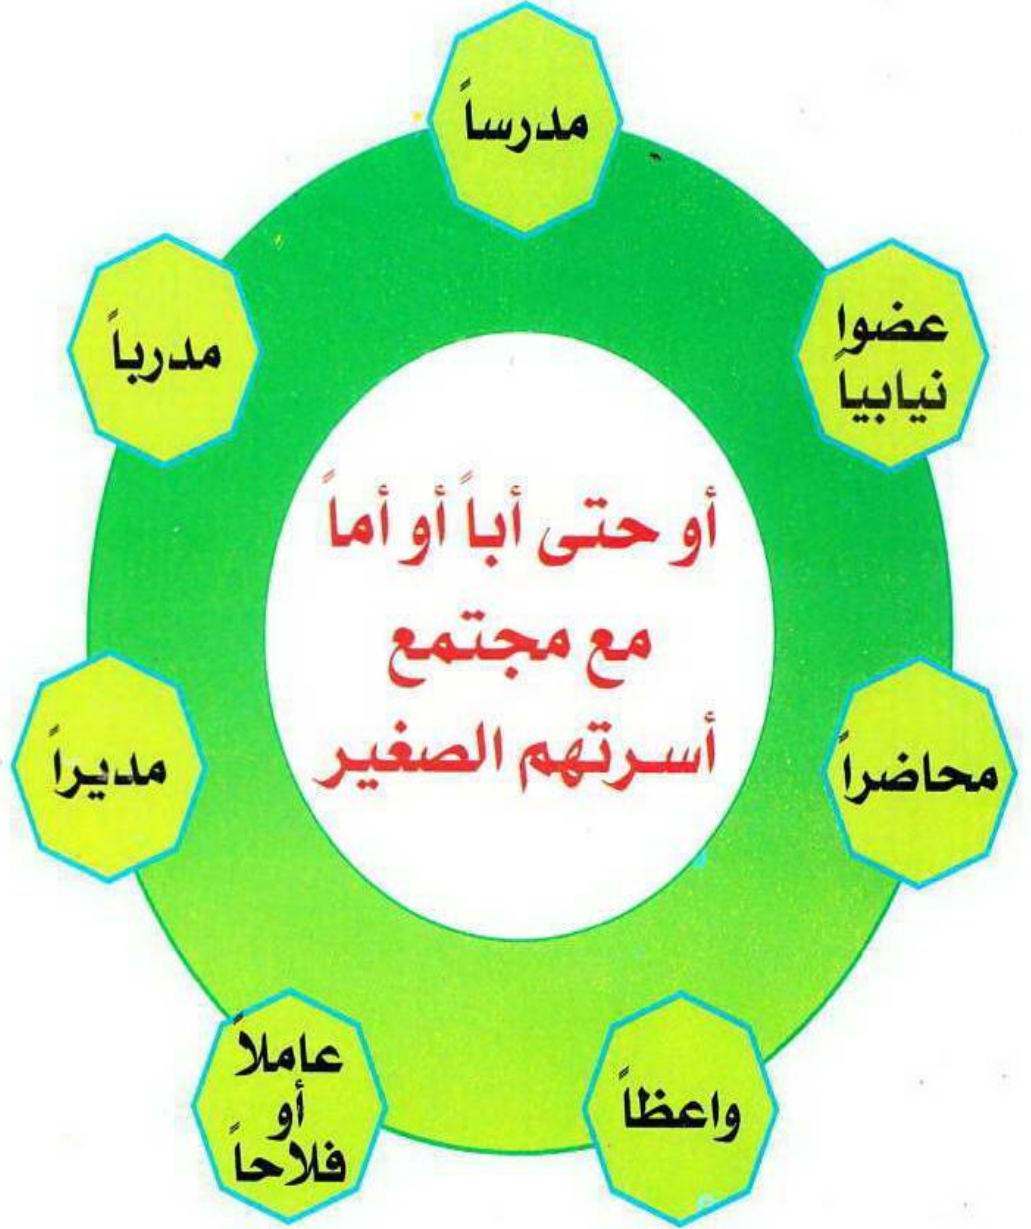 مدرساً
عضوا
نيابياً
مدرباً
أو حتى أباً أو أماً
مع مجتمع
أسرتهم الصغير
محاضراً
مديراً
واعظاً
عاملاً
أو
فلاحاً